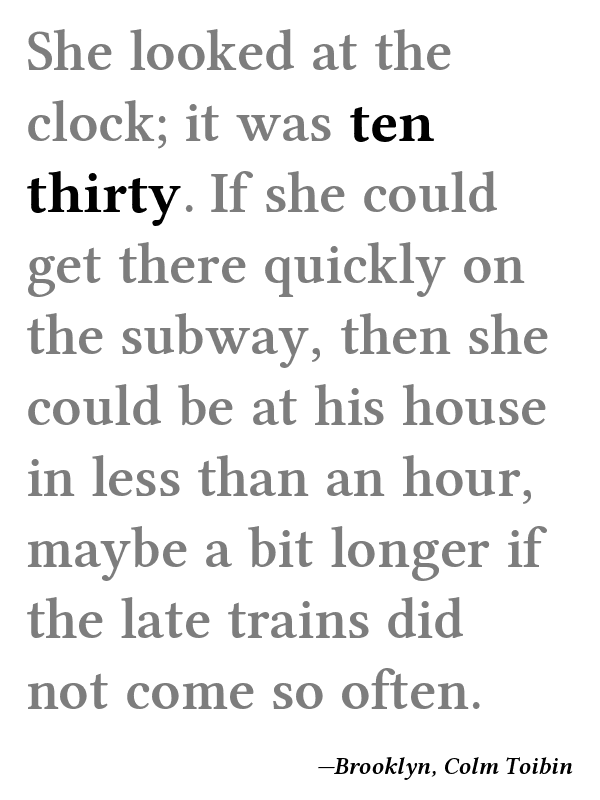 She looked at the
clock; it was ten
thirty. If she could
get there quickly on
the subway, then she
could be at his house
in less than an hour,
maybe a bit longer if
the late trains did
not come so often.
—Brooklyn, Colm Toibin